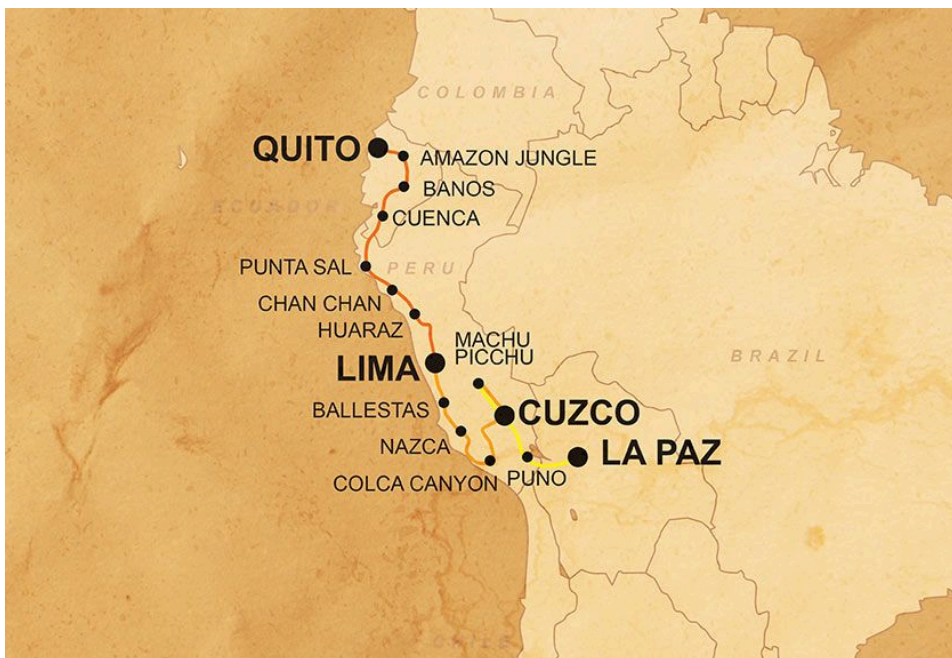 COLOMBIA
QUITO
AMAZON JUNGLE
BANOS
ECUADOR
CUENCA
PUNTA SAL
PERU
CHAN CHAN
HUARAZ
MACHU
PICCHU
BRAZIL
LIMA
BALLESTAS
CUZCO
NAZCA
LA PAZ
PUNO
COLCA CANYON
CHILE